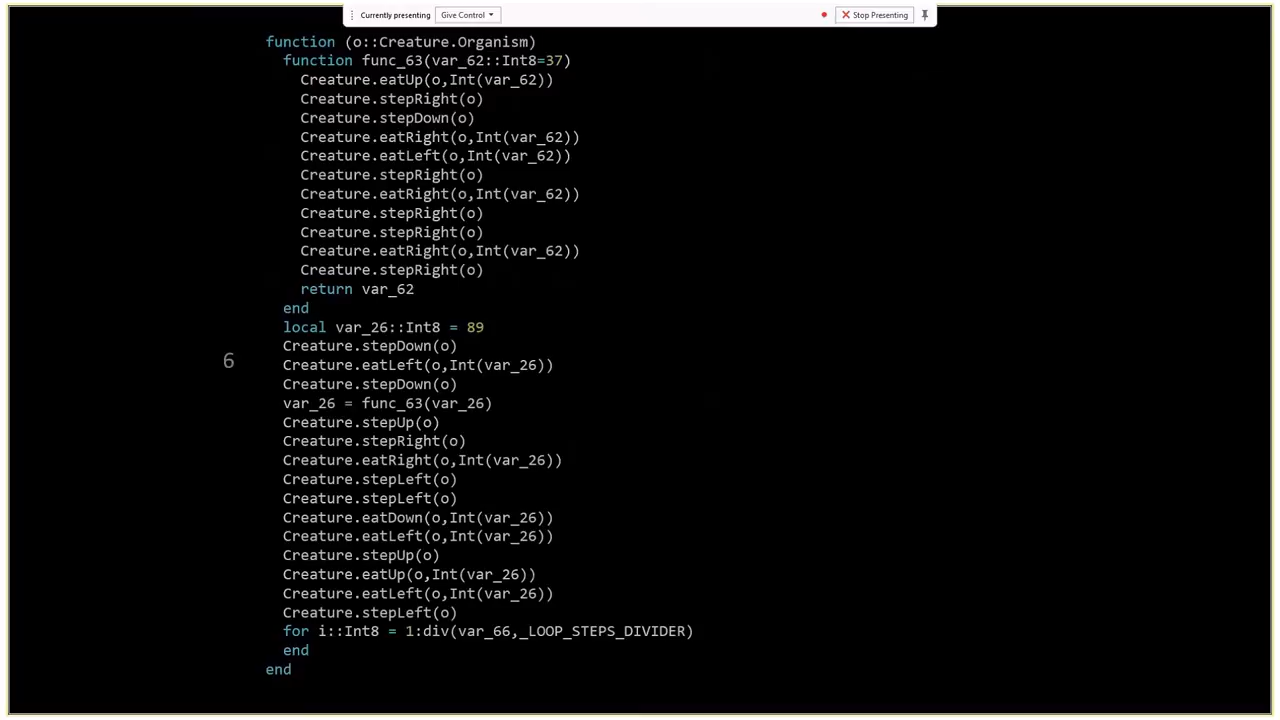 Currently presenting Give Control Stop Presenting
function (o::Creature.Organism)
function func_63(var_62::Int8=37)
Creature.eatUp(o,Int(var_62))
Creature.stepRight(o)
Creature.stepDown(o)
Creature.eatRight(o,Int(var_62))
Creature.eatLeft(o,Int(var_62))
Creature.stepRight(o)
Creature.eatRight(o,Int(var_62))
Creature.stepRight(o)
Creature.stepRight(o)
Creature.eatRight(o,Int(var_62))
Creature.stepRight(o)
return var_62
end
local var_26::Int8 = 89
Creature.stepDown(o)
6
Creature.eatLeft(o,Int(var_26))
Creature.stepDown(o)
var_26 = func_63(var_26)
Creature.stepUp(o)
Creature.stepRight(o)
Creature.eatRight(o,Int(var_26))
Creature.stepLeft(o)
Creature.stepLeft(o)
Creature.eatDown(o,Int(var_26))
Creature.eatLeft(o,Int(var_26))
Creature.stepUp(o)
Creature.eatUp(o,Int(var_26))
Creature.eatLeft(o,Int(var_26))
Creature.stepLeft(o)
for i::Int8 = 1:div(var_66,_LOOP_STEPS_DIVIDER)
end
end